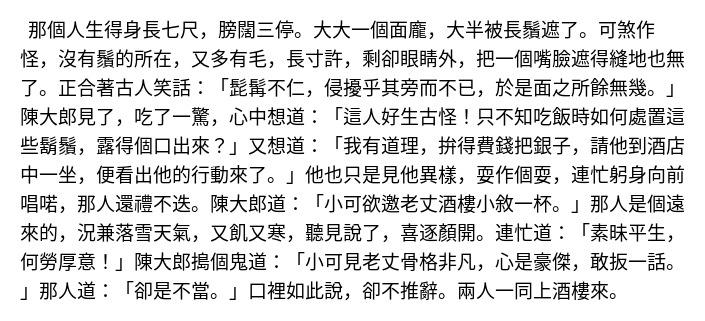 那個人生得身長七尺，膀闊三停。大大一個面龐，大半被長鬚遮了。可煞作
怪，沒有鬚的所在，又多有毛，長寸許，剩卻眼睛外，把一個嘴臉遮得縫地也無
了。正合著古人笑話：「髭髯不仁，侵擾乎其旁而不已，於是面之所餘無幾。」
陳大郎見了，吃了一驚，心中想道：「這人好生古怪！只不知吃飯時如何處置這
些鬍鬚，露得個口出來？」又想道：「我有道理，拚得費錢把銀子，請他到酒店
中一坐，便看出他的行動來了。」他也只是見他異樣，耍作個耍，連忙躬身向前
唱喏，那人還禮不迭。陳大郎道：「小可欲邀老丈酒樓小敘一杯。」那人是個遠
來的，況兼落雪天氣，又飢又寒，聽見說了，喜逐顏開。連忙道：「素昧平生，
何勞厚意！」陳大郎搗個鬼道：「小可見老丈骨格非凡，心是豪傑，敢扳一話。
」那人道：「卻是不當。」口裡如此說，卻不推辭。兩人一同上酒樓來。